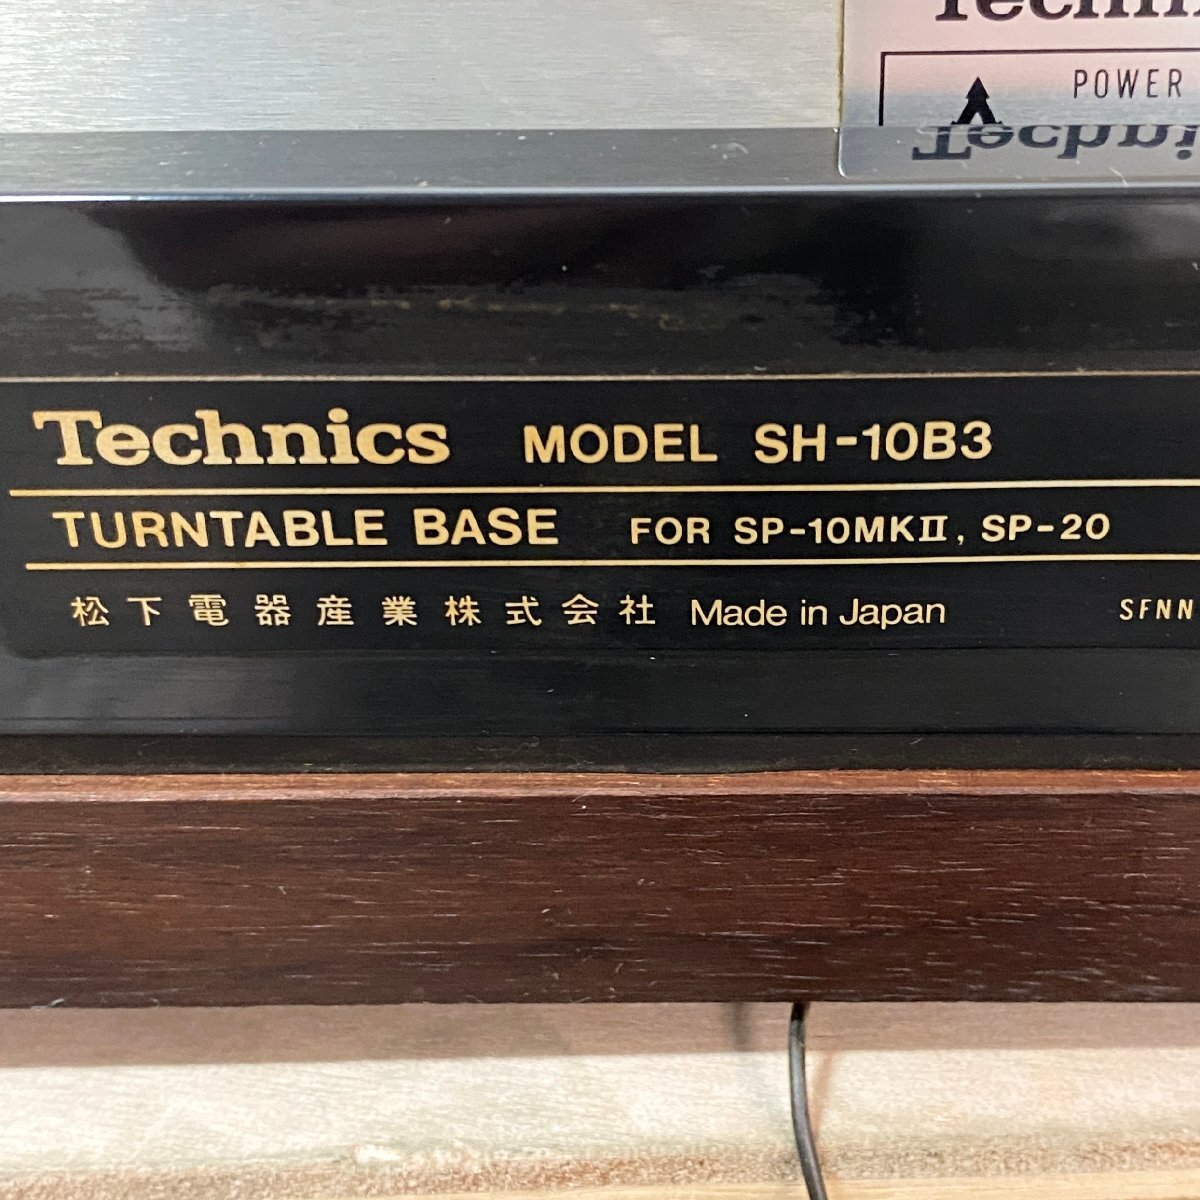 POWER
Technics MODEL SH-10B3
TURNTABLE BASE FOR SP-10MKⅡ, SP-20
松下電器産業株式会社 Made in Japan SFNN